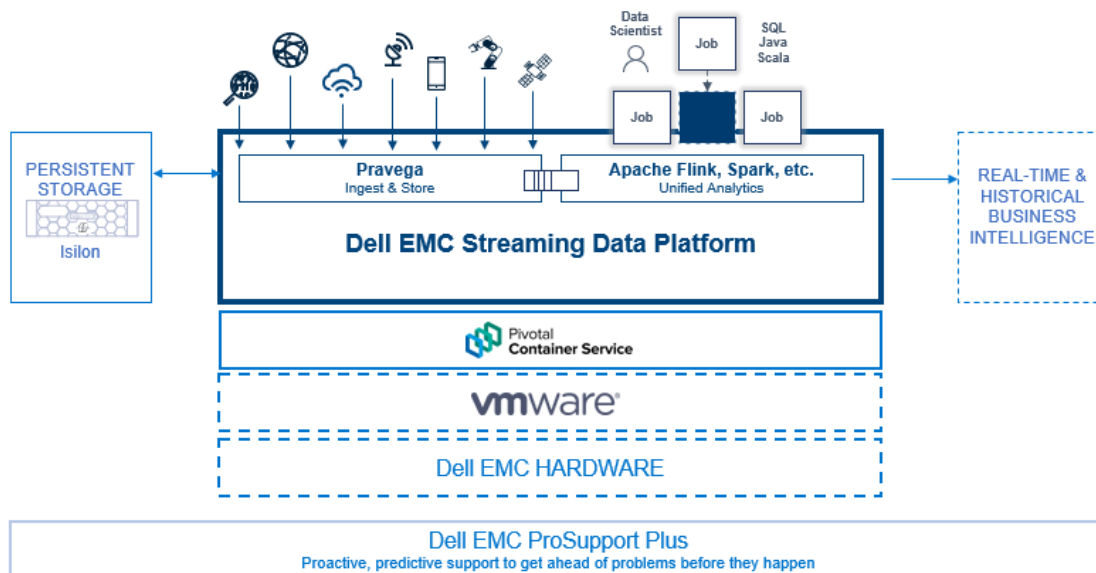 Data
Scientist
Job
SQL
Java
Scala
Job
Job
PERSISTENT
STORAGE
Isilon
Pravega
Ingest & Store
Apache Flink, Spark, etc.
Unified Analytics
Dell EMC Streaming Data Platform
REAL-TIME &
HISTORICAL
BUSINESS
INTELLIGENCE
Pivotal
Container Service
vmware®
Dell EMC HARDWARE
Dell EMC ProSupport Plus
Proactive, predictive support to get ahead of problems before they happen